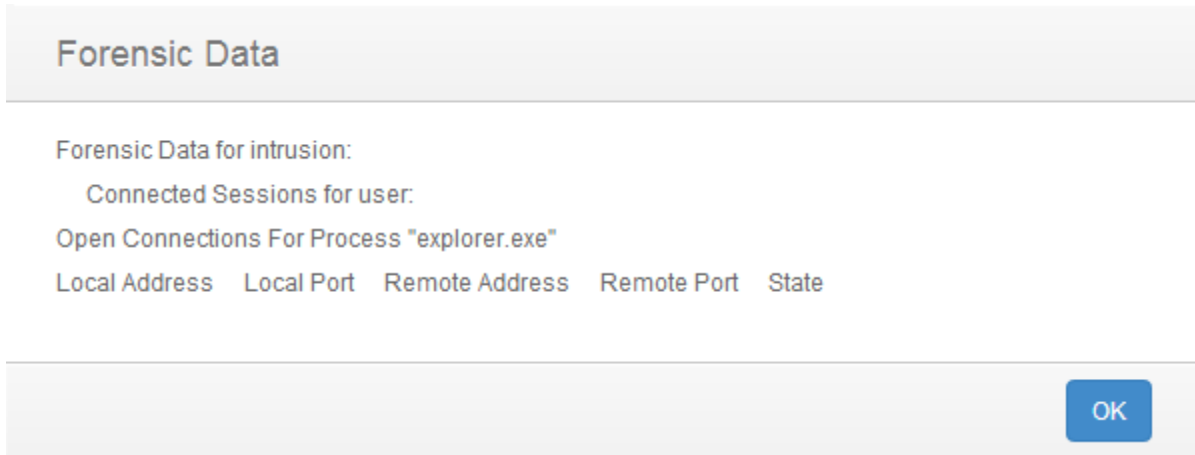 Forensic Data
Forensic Data for intrusion:
Connected Sessions for user:
Open Connections For Process "explorer.exe"
Local Address Local Port Remote Address Remote Port State
OK